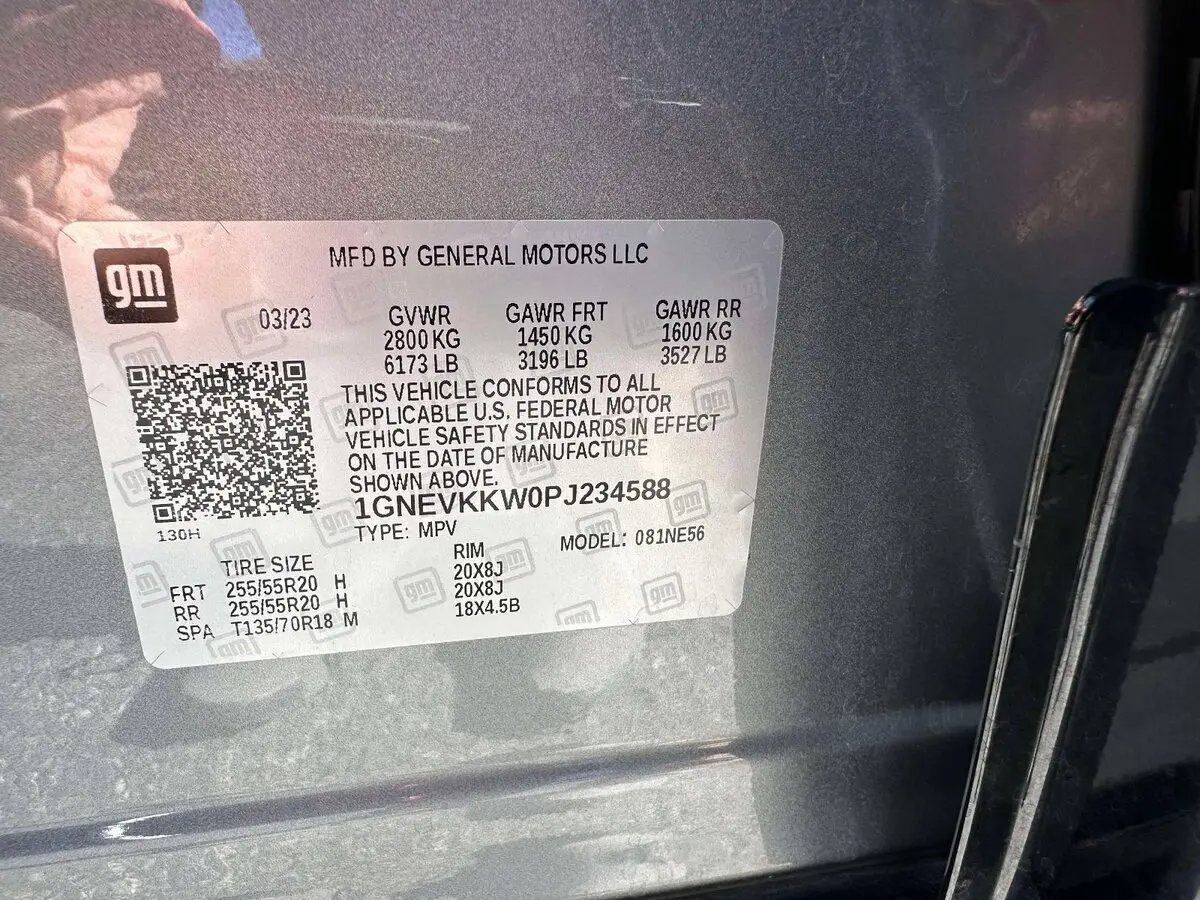 gm
MFD BY GENERAL MOTORS LLC
03/23
GVWR GAWR FRT GAWR RR
2800 KG 1450 KG 1600 KG
6173 LB 3196 LB 3527 LB
THIS VEHICLE CONFORMS TO ALL
APPLICABLE U.S. FEDERAL MOTOR
VEHICLE SAFETY STANDARDS IN EFFECT
ON THE DATE OF MANUFACTURE
SHOWN ABOVE.
1GNEVKKW0PJ234588
130H
TYPE: MPV MODEL: 081NE56
TIRE SIZE RIM
FRT 255/55R20 H 20X8J
RR 255/55R20 H 20X8J
SPA T135/70R18 M 18X4.5B